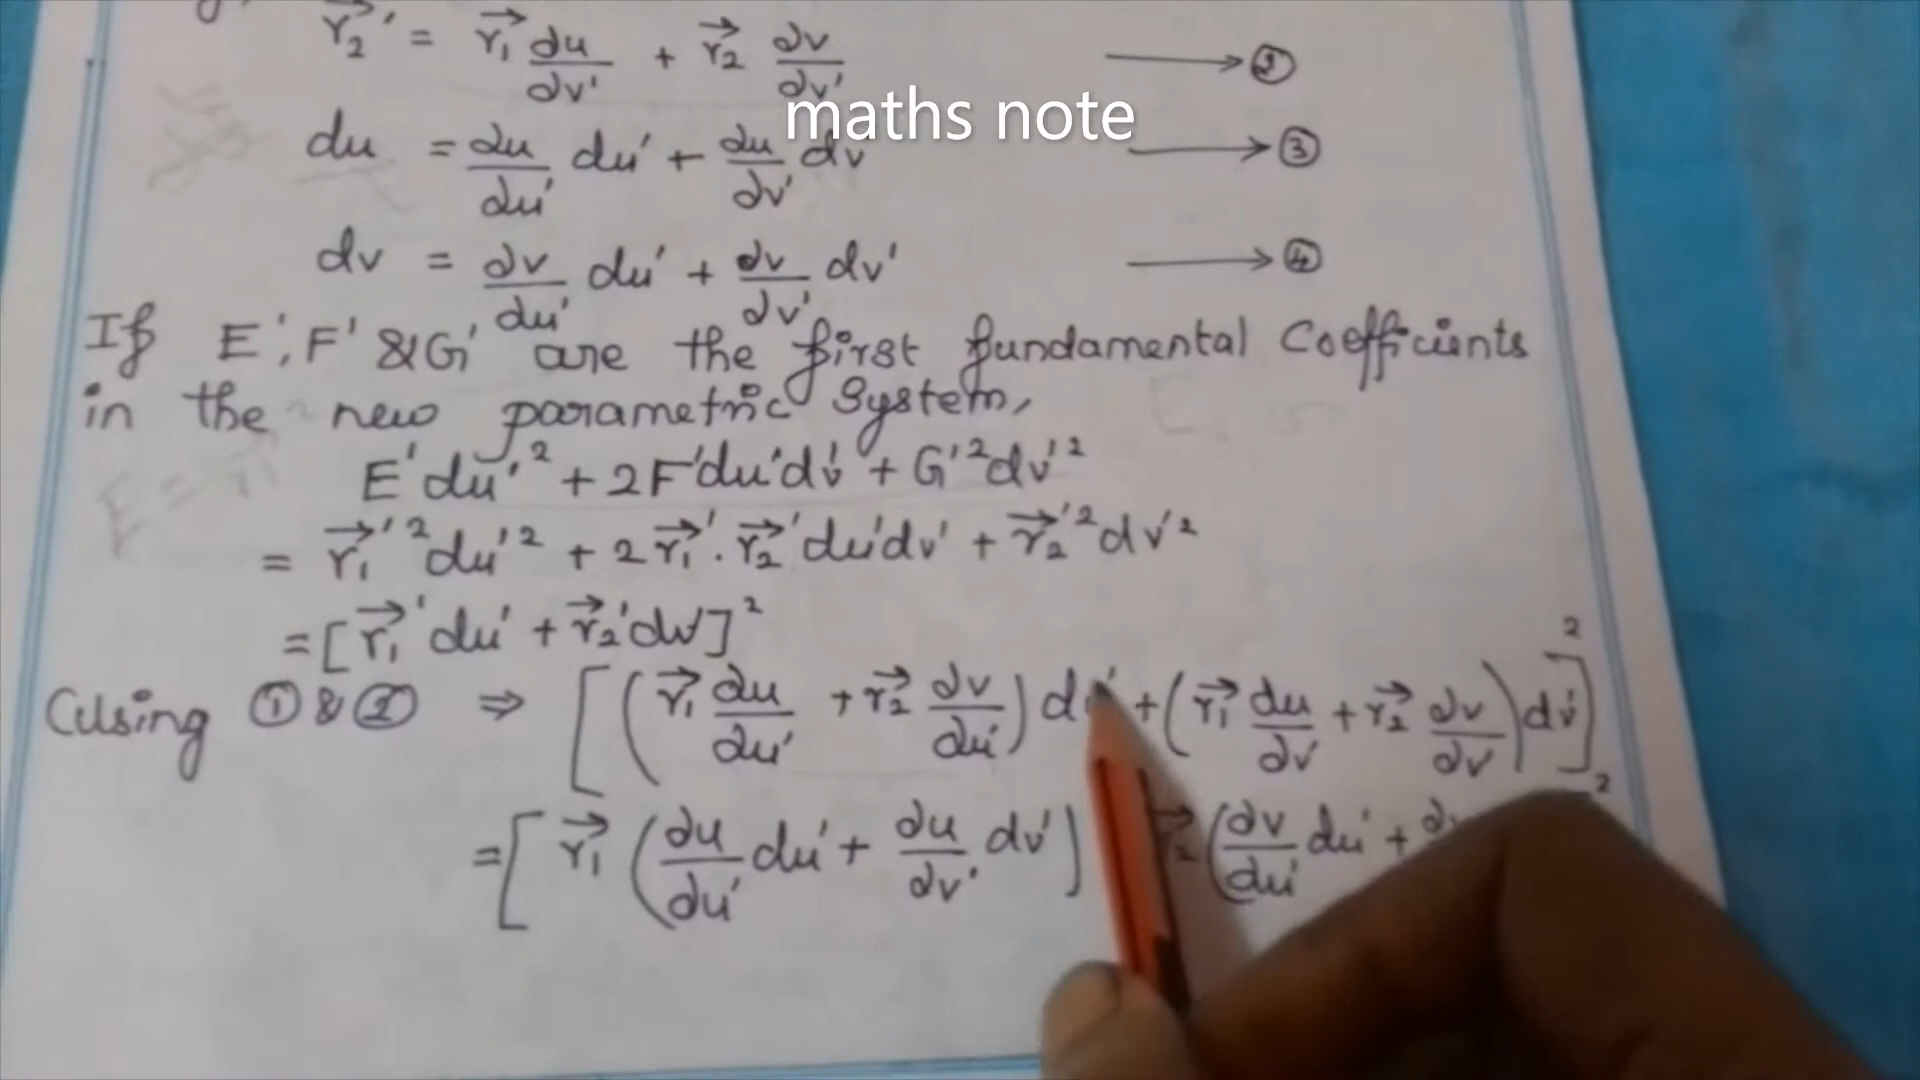 r₂⃗' = r₁⃗ ∂u/∂v' + r₂⃗ ∂v/∂v' → ②
maths note
du = ∂u/∂u' du' + ∂u/∂v' dv → ③
dv = ∂v/∂u' du' + ∂v/∂v' dv' → ④
If E', F' & G' are the first fundamental Coefficients
in the new parametric System,
E'du'² + 2F'du'dv' + G'²dv'²
= r₁⃗'²du'² + 2r₁⃗'.r₂⃗'du'dv' + r₂⃗'²dv'²
= [r₁⃗'du' + r₂⃗'dv']²
Using ① & ② ⇒ [(r₁⃗ ∂u/∂u' + r₂⃗ ∂v/∂u') du' + (r₁⃗ ∂u/∂v' + r₂⃗ ∂v/∂v') dv']²
= [r₁⃗ (∂u/∂u' du' + ∂u/∂v' dv') r₂⃗ (∂v/∂u' du' + ²